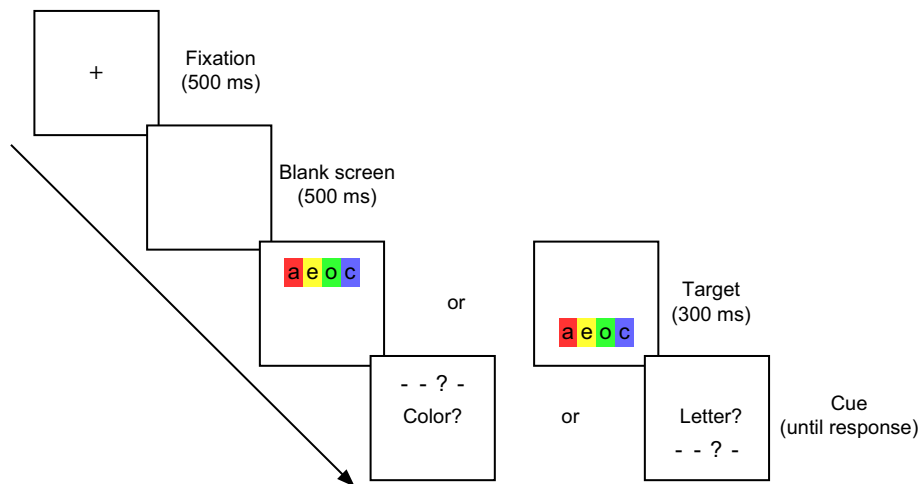 +
Fixation
(500 ms)
Blank screen
(500 ms)
a e o c
or
a e o c
Target
(300 ms)
- - ? -
Color?
or
Letter?
- - ? -
Cue
(until response)